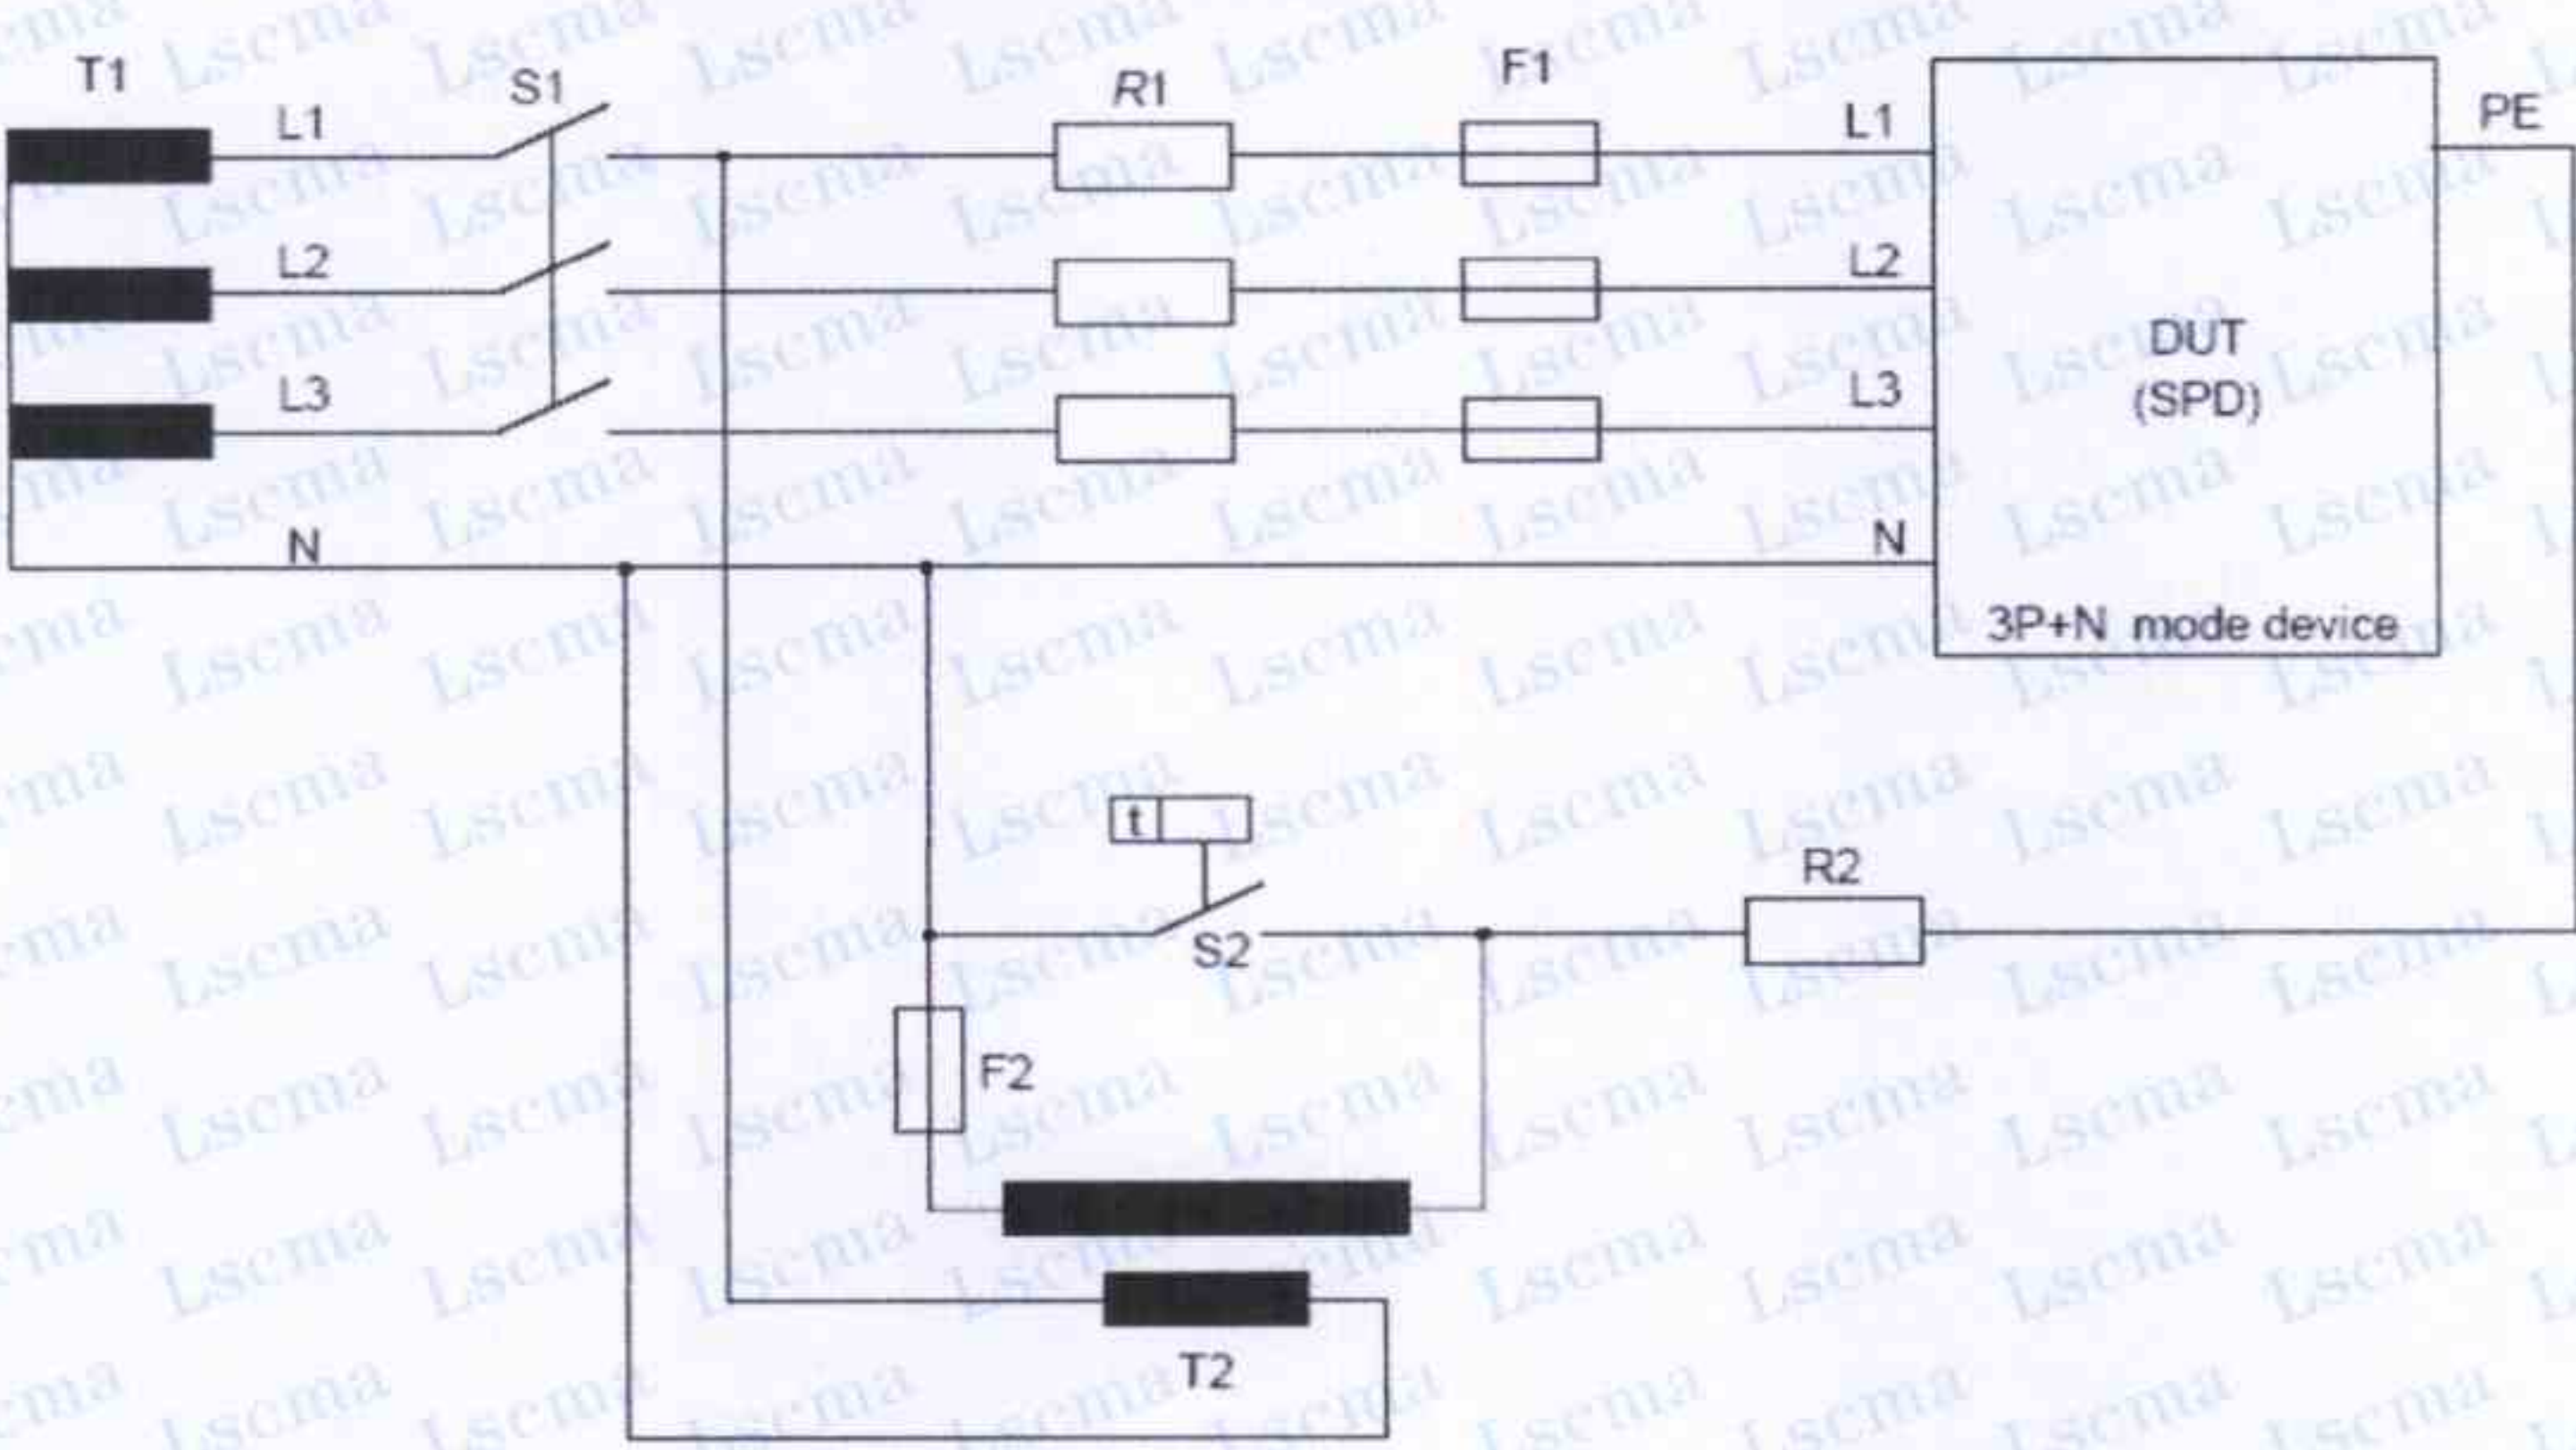 T1
L1
S1
R1
F1
L1
PE
L2
L2
L3
L3
DUT
(SPD)
N
N
3P+N mode device
t
S2
R2
F2
T2
Lscma